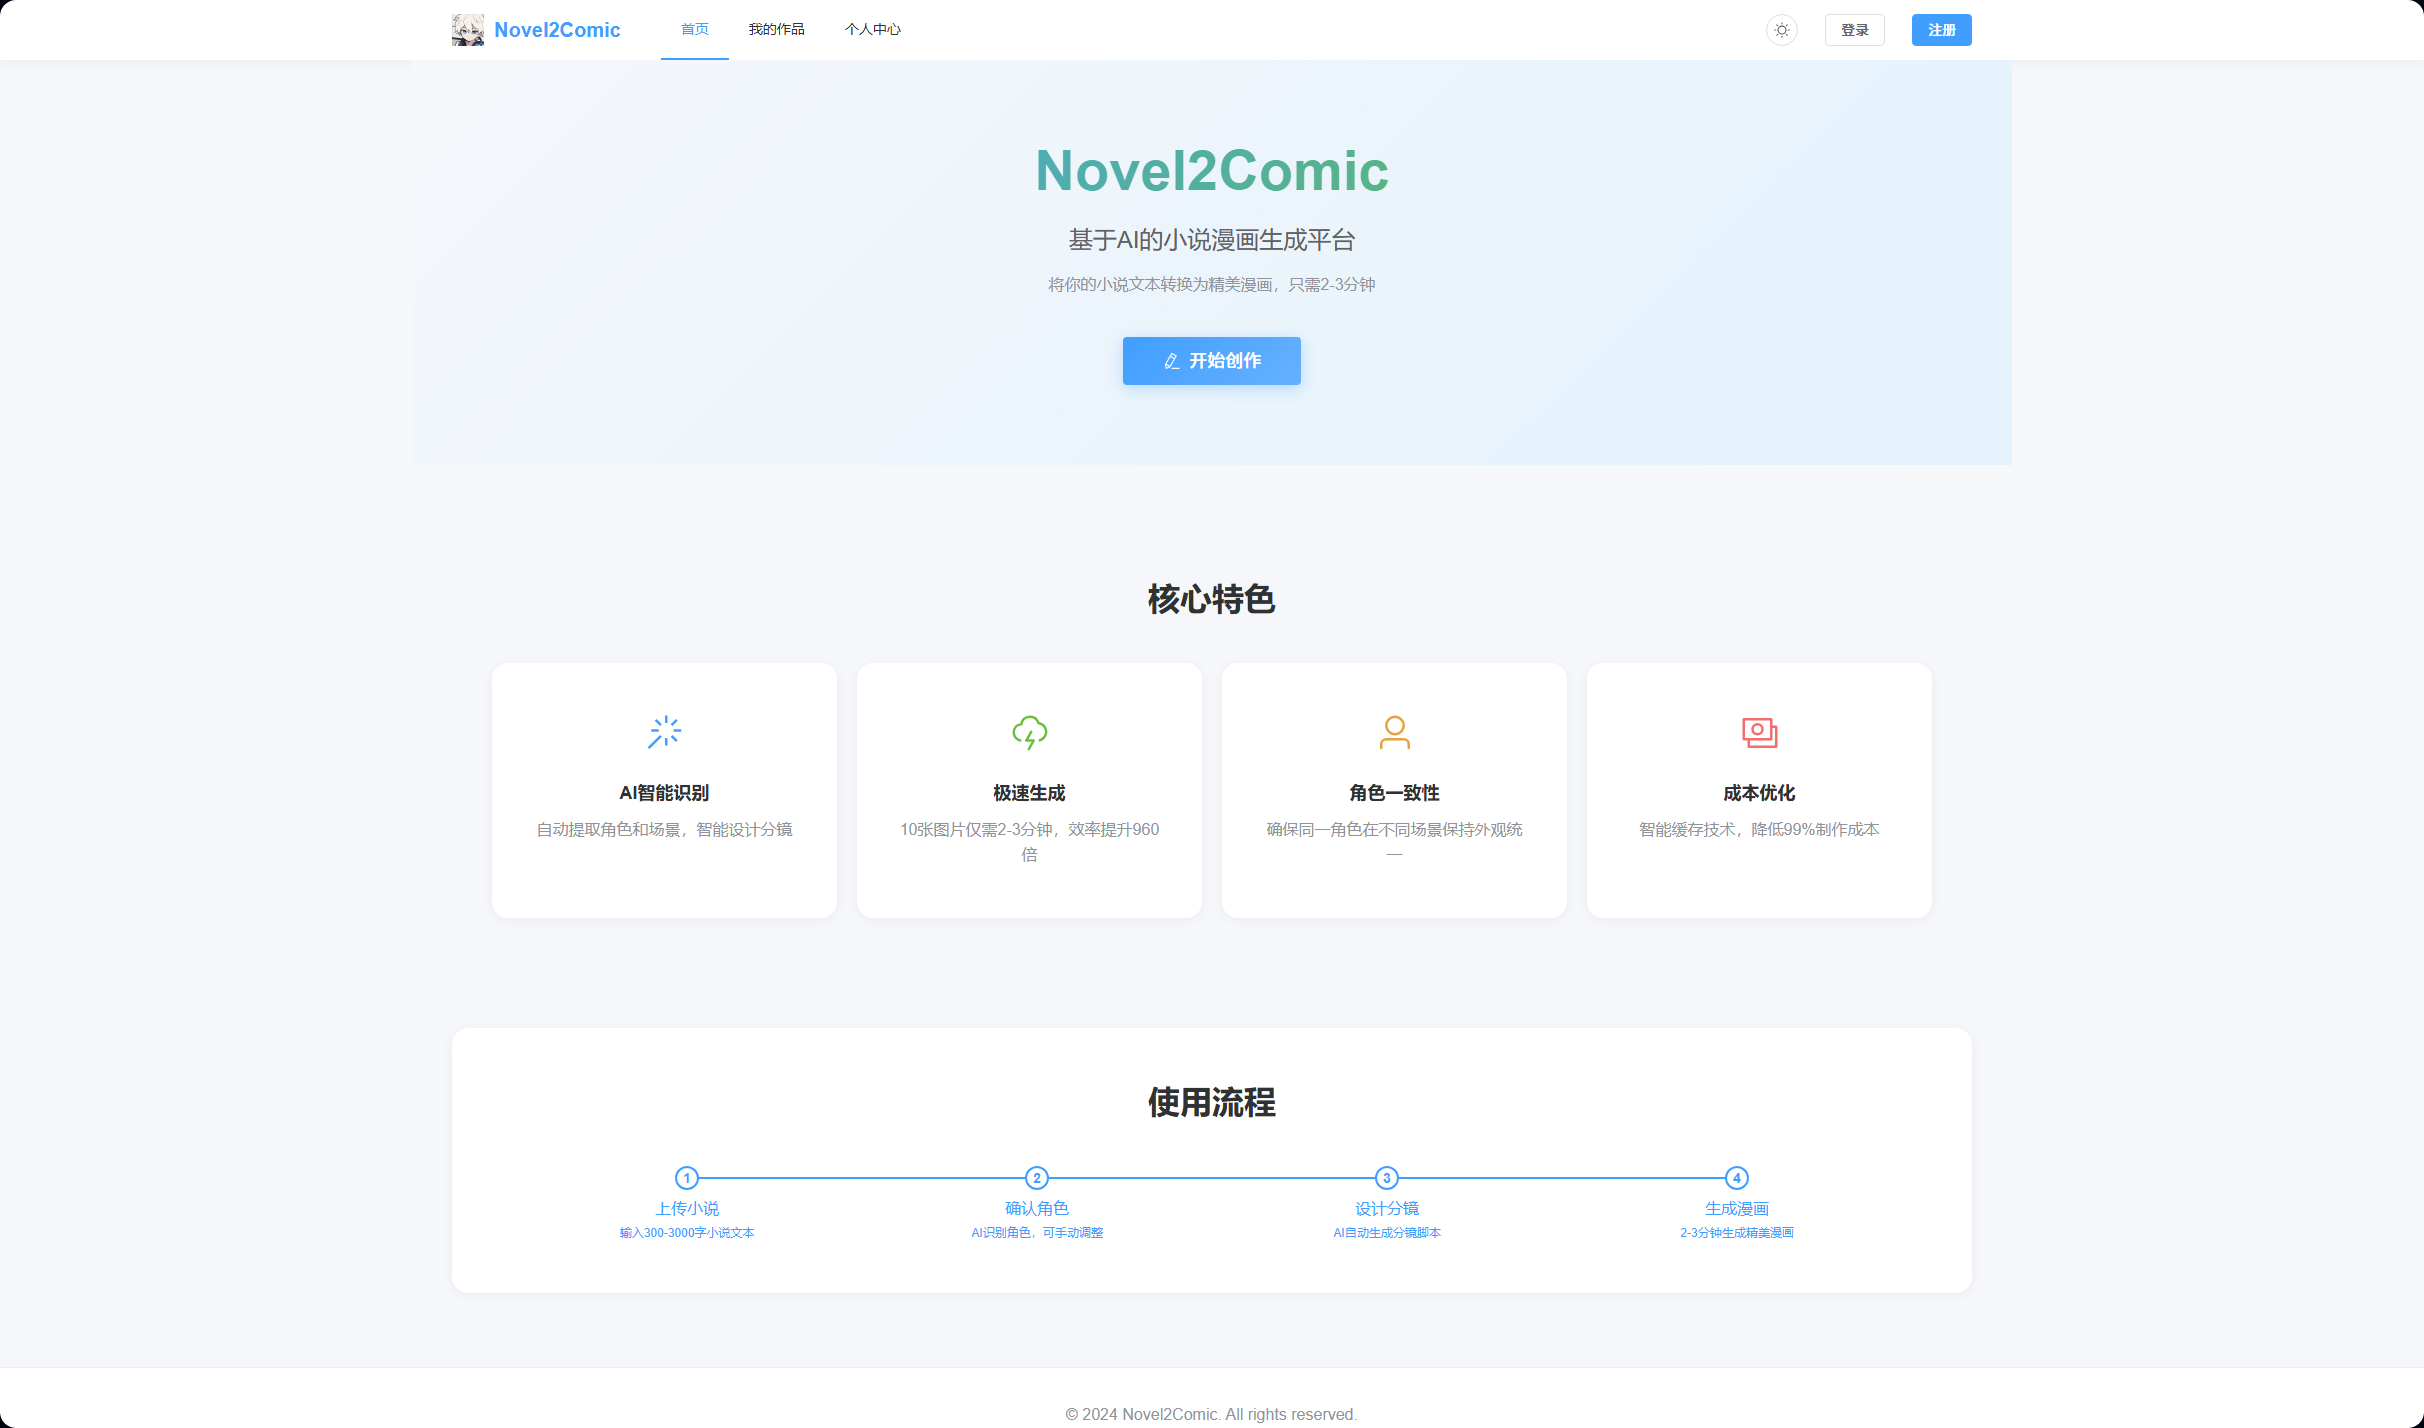 Novel2Comic
首页
我的作品
个人中心
登录
注册
Novel2Comic
基于AI的小说漫画生成平台
将你的小说文本转换为精美漫画，只需2-3分钟
开始创作
核心特色
AI智能识别
自动提取角色和场景，智能设计分镜
极速生成
10张图片仅需2-3分钟，效率提升960
倍
角色一致性
确保同一角色在不同场景保持外观统
一
成本优化
智能缓存技术，降低99%制作成本
使用流程
1
上传小说
输入300-3000字小说文本
2
确认角色
AI识别角色，可手动调整
3
设计分镜
AI自动生成分镜脚本
4
生成漫画
2-3分钟生成精美漫画
© 2024 Novel2Comic. All rights reserved.